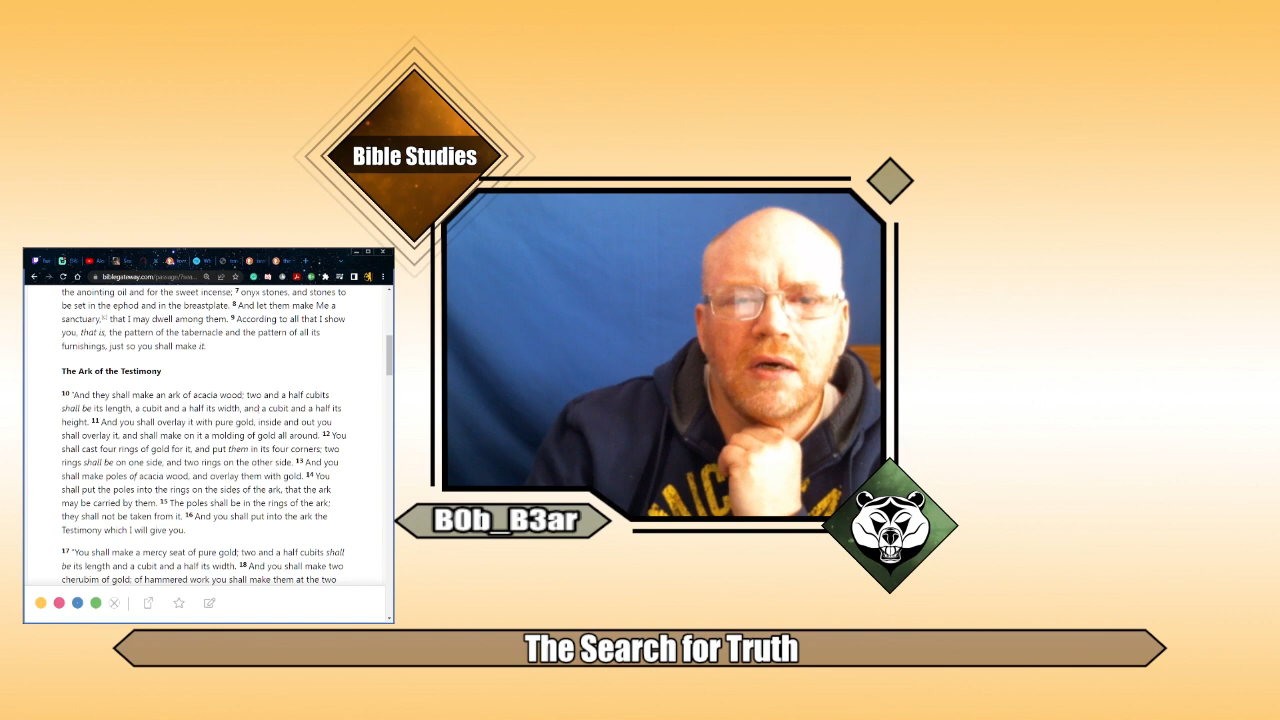 Bible Studies
biblegateway.com/passage/?sea...
the anointing oil and for the sweet incense; 7 onyx stones, and stones to
be set in the ephod and in the breastplate. 8 And let them make Me a
sanctuary,[c] that I may dwell among them. 9 According to all that I show
you, that is, the pattern of the tabernacle and the pattern of all its
furnishings, just so you shall make it.
The Ark of the Testimony
10 “And they shall make an ark of acacia wood; two and a half cubits
shall be its length, a cubit and a half its width, and a cubit and a half its
height. 11 And you shall overlay it with pure gold, inside and out you
shall overlay it, and shall make on it a molding of gold all around. 12 You
shall cast four rings of gold for it, and put them in its four corners; two
rings shall be on one side, and two rings on the other side. 13 And you
shall make poles of acacia wood, and overlay them with gold. 14 You
shall put the poles into the rings on the sides of the ark, that the ark
may be carried by them. 15 The poles shall be in the rings of the ark;
they shall not be taken from it. 16 And you shall put into the ark the
Testimony which I will give you.
17 “You shall make a mercy seat of pure gold; two and a half cubits shall
be its length and a cubit and a half its width. 18 And you shall make two
cherubim of gold; of hammered work you shall make them at the two
B0b_B3ar
The Search for Truth